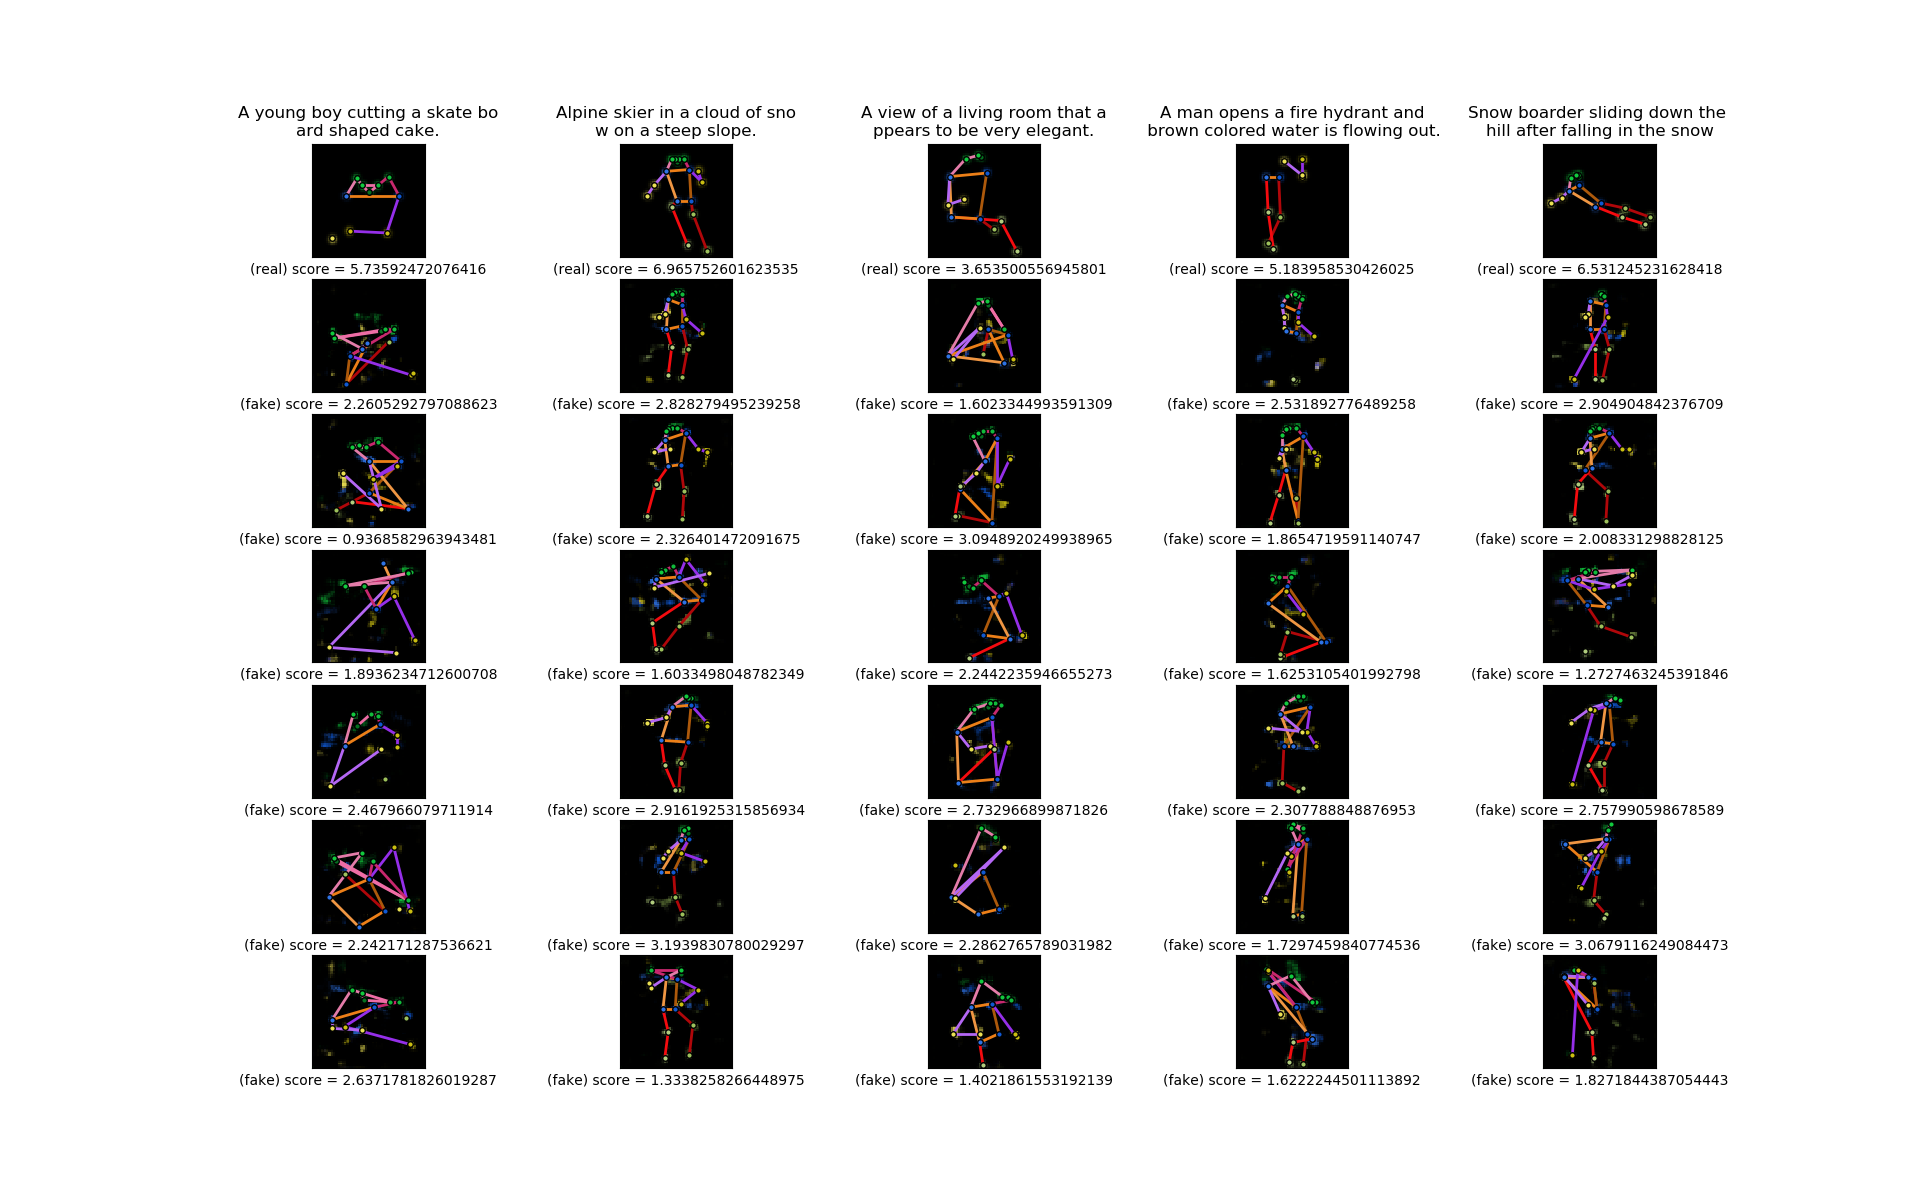 A young boy cutting a skate bo
ard shaped cake.
Alpine skier in a cloud of sno
w on a steep slope.
A view of a living room that a
ppears to be very elegant.
A man opens a fire hydrant and
brown colored water is flowing out.
Snow boarder sliding down the
hill after falling in the snow
(real) score = 5.73592472076416
(real) score = 6.965752601623535
(real) score = 3.653500556945801
(real) score = 5.183958530426025
(real) score = 6.531245231628418
(fake) score = 2.2605292797088623
(fake) score = 2.828279495239258
(fake) score = 1.6023344993591309
(fake) score = 2.531892776489258
(fake) score = 2.904904842376709
(fake) score = 0.9368582963943481
(fake) score = 2.326401472091675
(fake) score = 3.0948920249938965
(fake) score = 1.8654719591140747
(fake) score = 2.008331298828125
(fake) score = 1.8936234712600708
(fake) score = 1.6033498048782349
(fake) score = 2.2442235946655273
(fake) score = 1.6253105401992798
(fake) score = 1.2727463245391846
(fake) score = 2.467966079711914
(fake) score = 2.9161925315856934
(fake) score = 2.732966899871826
(fake) score = 2.307788848876953
(fake) score = 2.757990598678589
(fake) score = 2.242171287536621
(fake) score = 3.1939830780029297
(fake) score = 2.2862765789031982
(fake) score = 1.7297459840774536
(fake) score = 3.0679116249084473
(fake) score = 2.6371781826019287
(fake) score = 1.3338258266448975
(fake) score = 1.4021861553192139
(fake) score = 1.6222244501113892
(fake) score = 1.8271844387054443